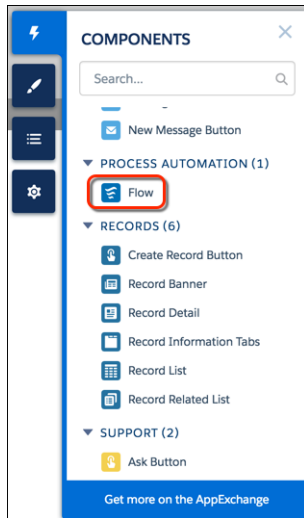 COMPONENTS
Search...
New Message Button
PROCESS AUTOMATION (1)
Flow
RECORDS (6)
Create Record Button
Record Banner
Record Detail
Record Information Tabs
Record List
Record Related List
SUPPORT (2)
Ask Button
Get more on the AppExchange